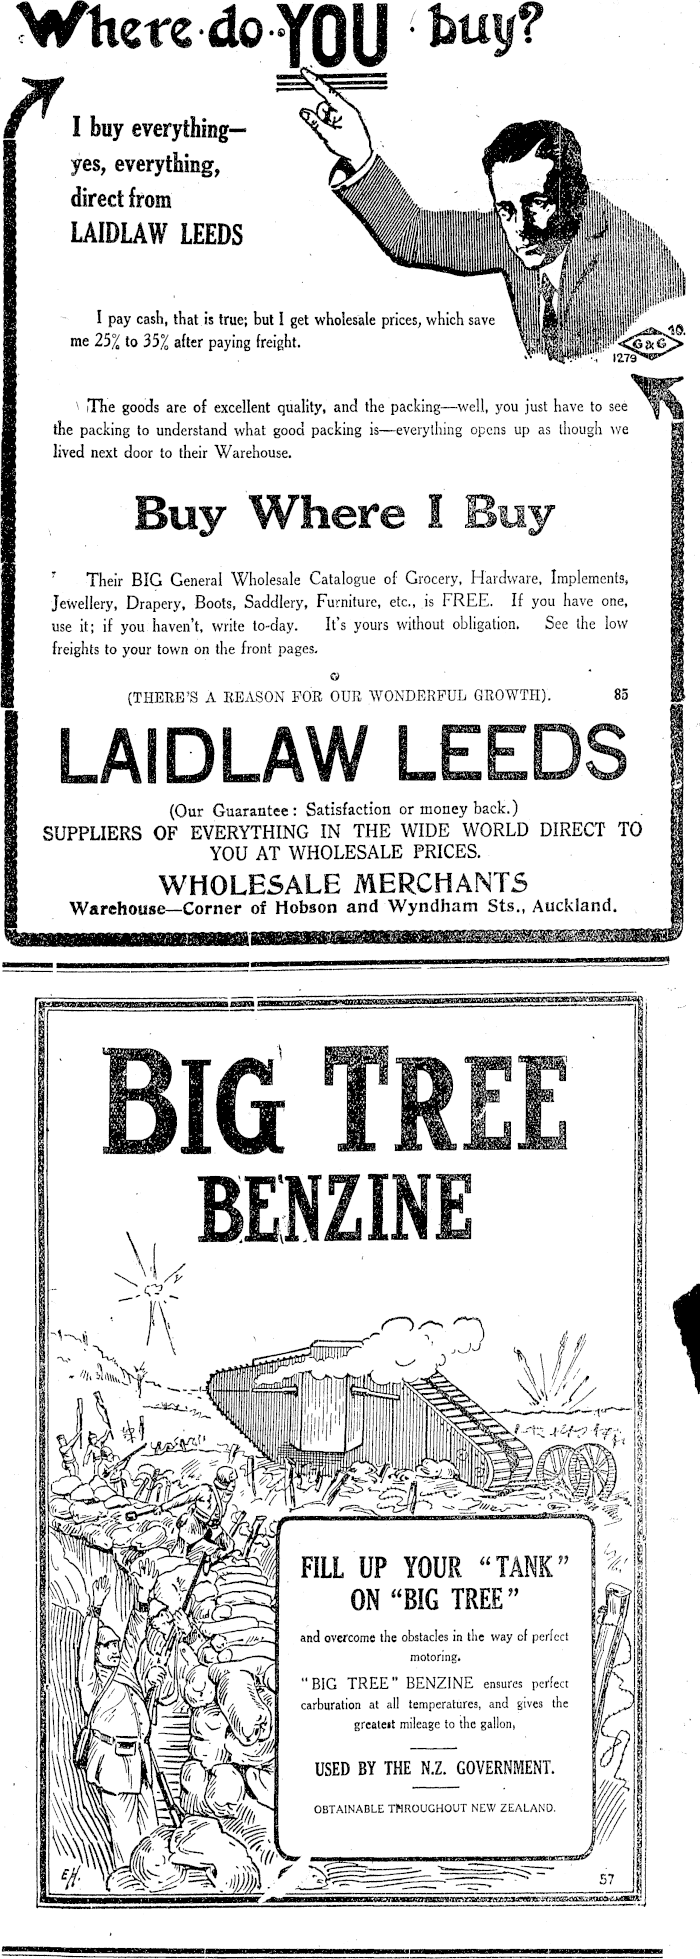 Where do YOU buy?
I buy everything—
yes, everything,
direct from
LAIDLAW LEEDS
I pay cash, that is true; but I get wholesale prices, which save
me 25% to 35% after paying freight.
G & G
10.
1279
The goods are of excellent quality, and the packing—well, you just have to see
the packing to understand what good packing is—everything opens up as though we
lived next door to their Warehouse.
Buy Where I Buy
Their BIG General Wholesale Catalogue of Grocery, Hardware, Implements,
Jewellery, Drapery, Boots, Saddlery, Furniture, etc., is FREE. If you have one,
use it; if you haven't, write to-day. It's yours without obligation. See the low
freights to your town on the front pages.
(THERE'S A REASON FOR OUR WONDERFUL GROWTH). 85
LAIDLAW LEEDS
(Our Guarantee: Satisfaction or money back.)
SUPPLIERS OF EVERYTHING IN THE WIDE WORLD DIRECT TO
YOU AT WHOLESALE PRICES.
WHOLESALE MERCHANTS
Warehouse—Corner of Hobson and Wyndham Sts., Auckland.
BIG TREE
BENZINE
FILL UP YOUR "TANK"
ON "BIG TREE"
and overcome the obstacles in the way of perfect
motoring.
"BIG TREE" BENZINE ensures perfect
carburation at all temperatures, and gives the
greatest mileage to the gallon,
USED BY THE N.Z. GOVERNMENT.
OBTAINABLE THROUGHOUT NEW ZEALAND.
EH.
57